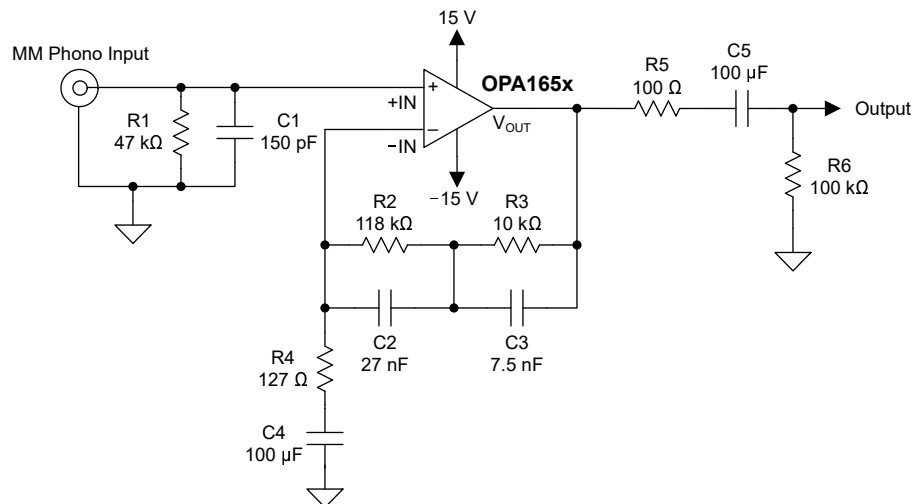 15 V
MM Phono Input
OPA165x
+
+IN
−
−IN
VOUT
−15 V
R1
47 kΩ
C1
150 pF
R5
100 Ω
C5
100 µF
Output
R6
100 kΩ
R2
118 kΩ
R3
10 kΩ
C2
27 nF
C3
7.5 nF
R4
127 Ω
C4
100 µF